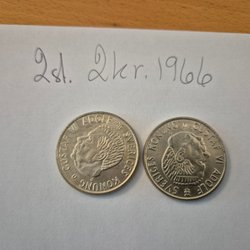 2st. 2kr. 1966
GUSTAF VI ADOLF SVERIGES KONUNG
GUSTAF VI ADOLF SVERIGES KONUNG